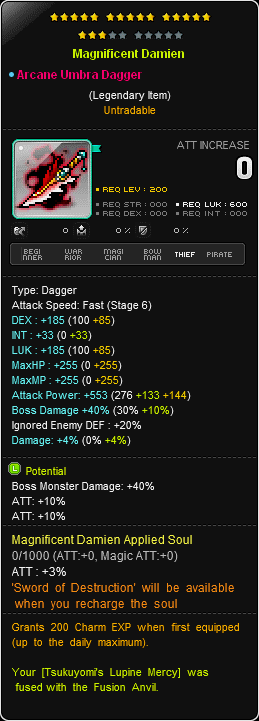 Magnificent Damien
Arcane Umbra Dagger
(Legendary Item)
Untradable
ATT INCREASE
0
REQ LEV : 200
REQ STR : 000 REQ LUK : 600
REQ DEX : 000 REQ INT : 000
0 0 % 0 %
BEGINNER WARRIOR MAGICIAN BOWMAN THIEF PIRATE
Type: Dagger
Attack Speed: Fast (Stage 6)
DEX : +185 (100 +85)
INT : +33 (0 +33)
LUK : +185 (100 +85)
MaxHP : +255 (0 +255)
MaxMP : +255 (0 +255)
Attack Power: +553 (276 +133 +144)
Boss Damage +40% (30% +10%)
Ignored Enemy DEF : +20%
Damage: +4% (0% +4%)
L Potential
Boss Monster Damage: +40%
ATT: +10%
ATT: +10%
Magnificent Damien Applied Soul
0/1000 (ATT:+0, Magic ATT:+0)
ATT : +3%
'Sword of Destruction' will be available
when you recharge the soul
Grants 200 Charm EXP when first equipped
(up to the daily maximum).
Your [Tsukuyomi's Lupine Mercy] was
fused with the Fusion Anvil.